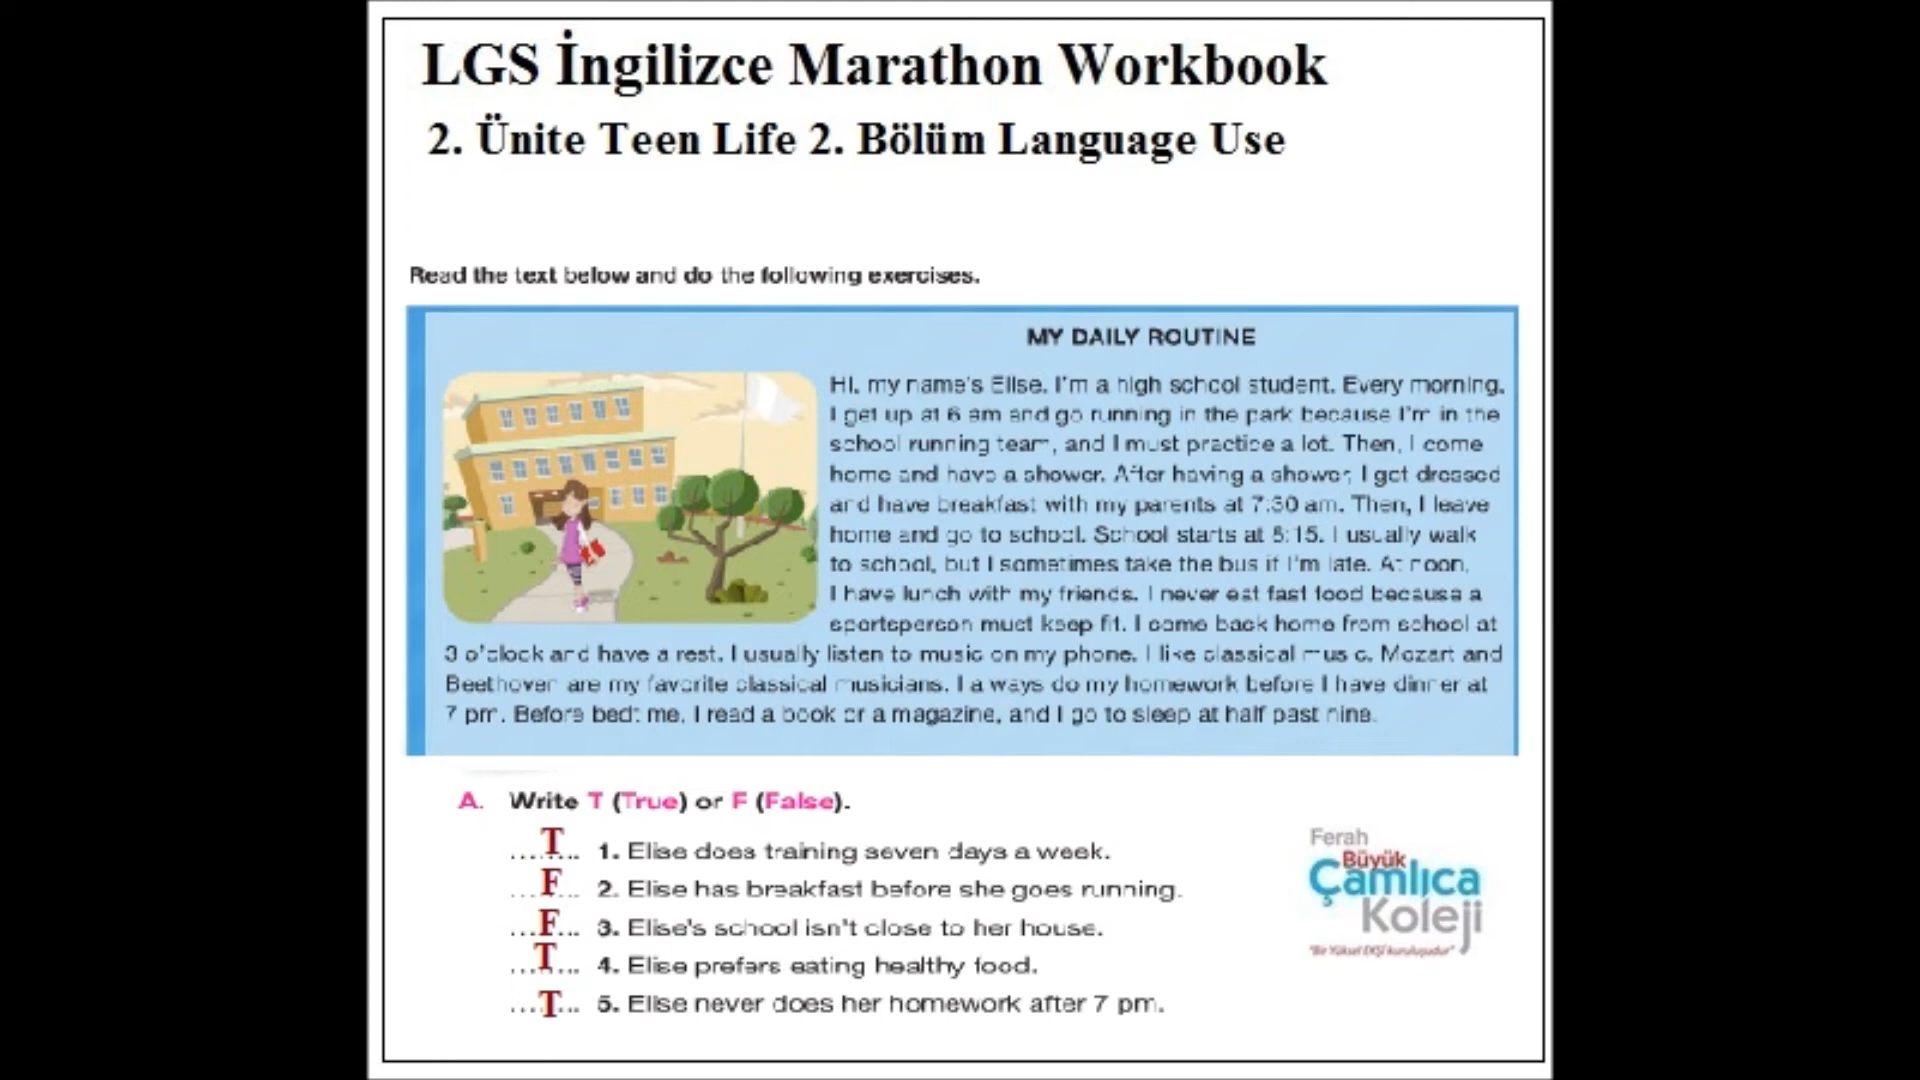 LGS İngilizce Marathon Workbook
2. Ünite Teen Life 2. Bölüm Language Use
Read the text below and do the following exercises.
MY DAILY ROUTINE
Hi, my name's Elise. I'm a high school student. Every morning,
I get up at 6 am and go running in the park because I'm in the
school running team, and I must practice a lot. Then, I come
home and have a shower. After having a shower, I get dressed
and have breakfast with my parents at 7:30 am. Then, I leave
home and go to school. School starts at 8:15. I usually walk
to school, but I sometimes take the bus if I'm late. At noon,
I have lunch with my friends. I never eat fast food because a
sportsperson must keep fit. I come back home from school at
3 o'clock and have a rest. I usually listen to music on my phone. I like classical music. Mozart and
Beethoven are my favorite classical musicians. I always do my homework before I have dinner at
7 pm. Before bedtime, I read a book or a magazine, and I go to sleep at half past nine.
A. Write T (True) or F (False).
...T... 1. Elise does training seven days a week.
...F... 2. Elise has breakfast before she goes running.
...F... 3. Elise's school isn't close to her house.
...T... 4. Elise prefers eating healthy food.
...T... 5. Elise never does her homework after 7 pm.
Ferah
Büyük
Çamlıca
Koleji
"Bir Yüksel EKŞİ kuruluşudur"